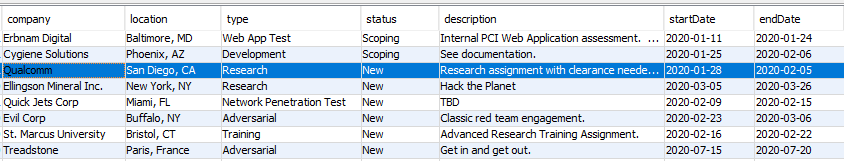 company location type status description startDate endDate
Erbnam Digital Baltimore, MD Web App Test Scoping Internal PCI Web Application assessment. ... 2020-01-11 2020-01-24
Cygiene Solutions Phoenix, AZ Development Scoping See documentation. 2020-01-25 2020-02-06
Qualcomm San Diego, CA Research New Research assignment with clearance neede... 2020-01-28 2020-02-05
Ellingson Mineral Inc. New York, NY Research New Hack the Planet 2020-03-05 2020-03-26
Quick Jets Corp Miami, FL Network Penetration Test New TBD 2020-02-09 2020-02-15
Evil Corp Buffalo, NY Adversarial New Classic red team engagement. 2020-02-23 2020-03-06
St. Marcus University Bristol, CT Training New Advanced Research Training Assignment. 2020-02-16 2020-02-22
Treadstone Paris, France Adversarial New Get in and get out. 2020-07-15 2020-07-20